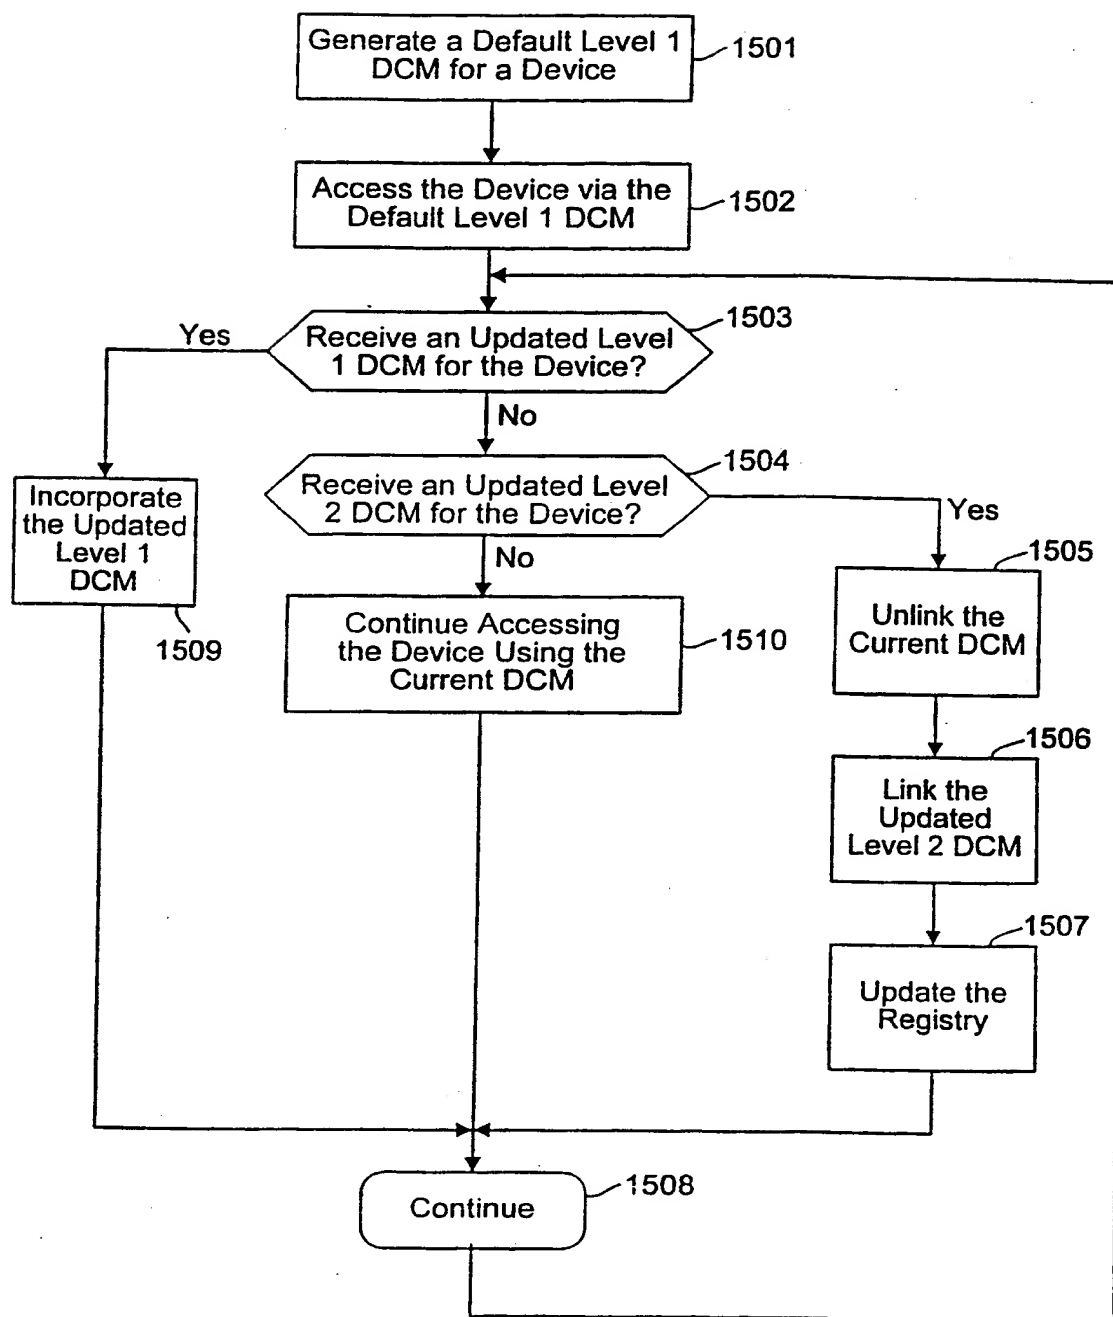 Generate a Default Level 1
DCM for a Device
1501
Access the Device via the
Default Level 1 DCM
1502
Receive an Updated Level
1 DCM for the Device?
1503
Yes
No
Receive an Updated Level
2 DCM for the Device?
1504
Yes
No
Incorporate
the Updated
Level 1
DCM
1509
Continue Accessing
the Device Using the
Current DCM
1510
1505
Unlink the
Current DCM
1506
Link the
Updated
Level 2 DCM
1507
Update the
Registry
Continue
1508